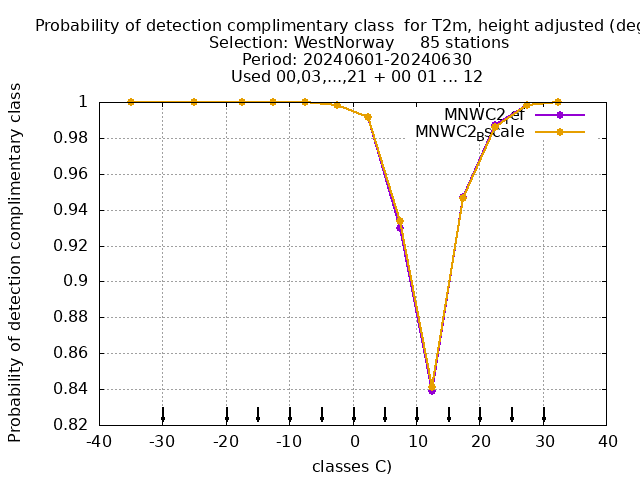 Probability of detection complimentary class  for T2m, height adjusted (deg
Selection: WestNorway     85 stations
Period: 20240601-20240630
Used 00,03,...,21 + 00 01 ... 12
Probability of detection complimentary class
1
0.98
0.96
0.94
0.92
0.9
0.88
0.86
0.84
0.82
MNWC2ref
MNWC2Bscale
-40 -30 -20 -10 0 10 20 30 40
classes C)